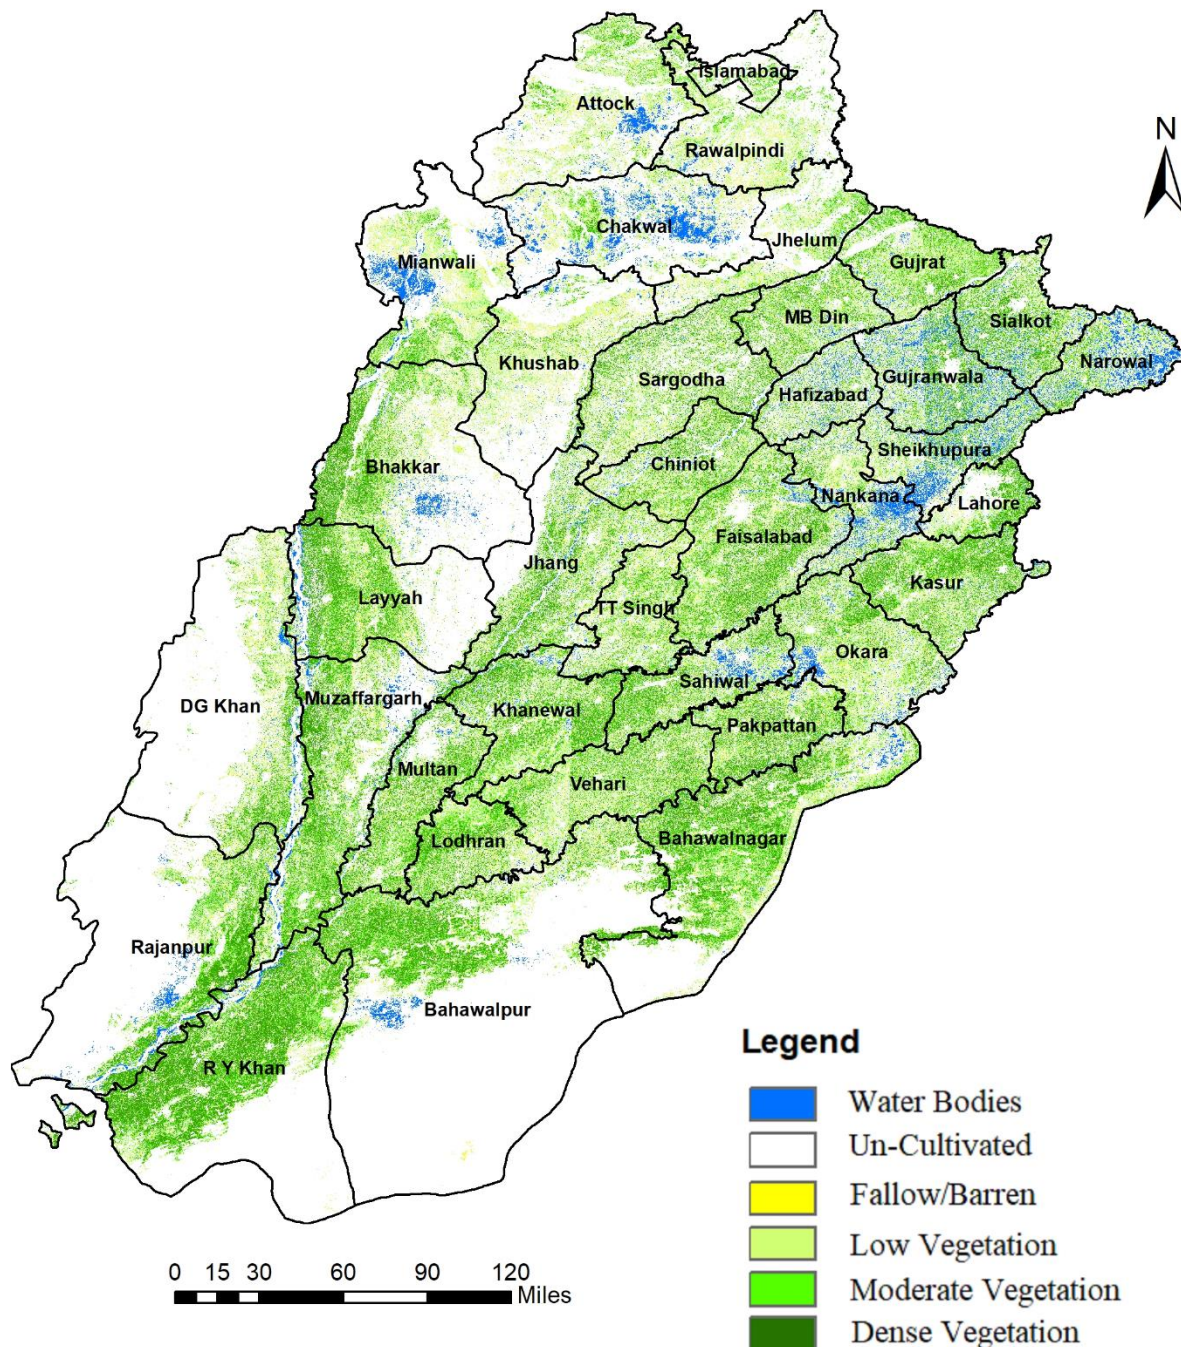 Islamabad
Attock
N
Rawalpindi
Chakwal
Jhelum
Mianwali
Gujrat
MB Din
Sialkot
Khushab
Narowal
Sargodha
Gujranwala
Hafizabad
Sheikhupura
Chiniot
Bhakkar
Nankana
Lahore
Faisalabad
Jhang
Kasur
Layyah
TT Singh
Okara
Sahiwal
DG Khan
Muzaffargarh
Khanewal
Pakpattan
Multan
Vehari
Lodhran
Bahawalnagar
Rajanpur
Bahawalpur
R Y Khan
Legend
Water Bodies
Un-Cultivated
Fallow/Barren
Low Vegetation
Moderate Vegetation
Dense Vegetation
0 15 30 60 90 120
Miles